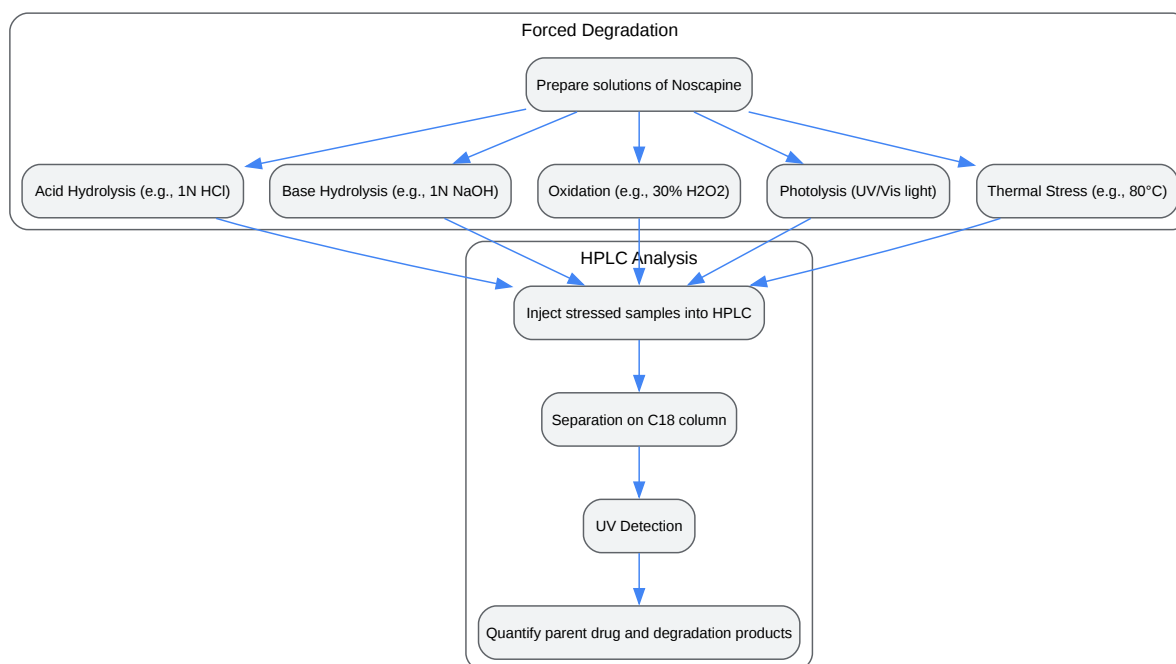 Forced Degradation
Prepare solutions of Noscapine
Acid Hydrolysis (e.g., 1N HCl)
Base Hydrolysis (e.g., 1N NaOH)
Oxidation (e.g., 30% H2O2)
Photolysis (UV/Vis light)
Thermal Stress (e.g., 80°C)
HPLC Analysis
Inject stressed samples into HPLC
Separation on C18 column
UV Detection
Quantify parent drug and degradation products